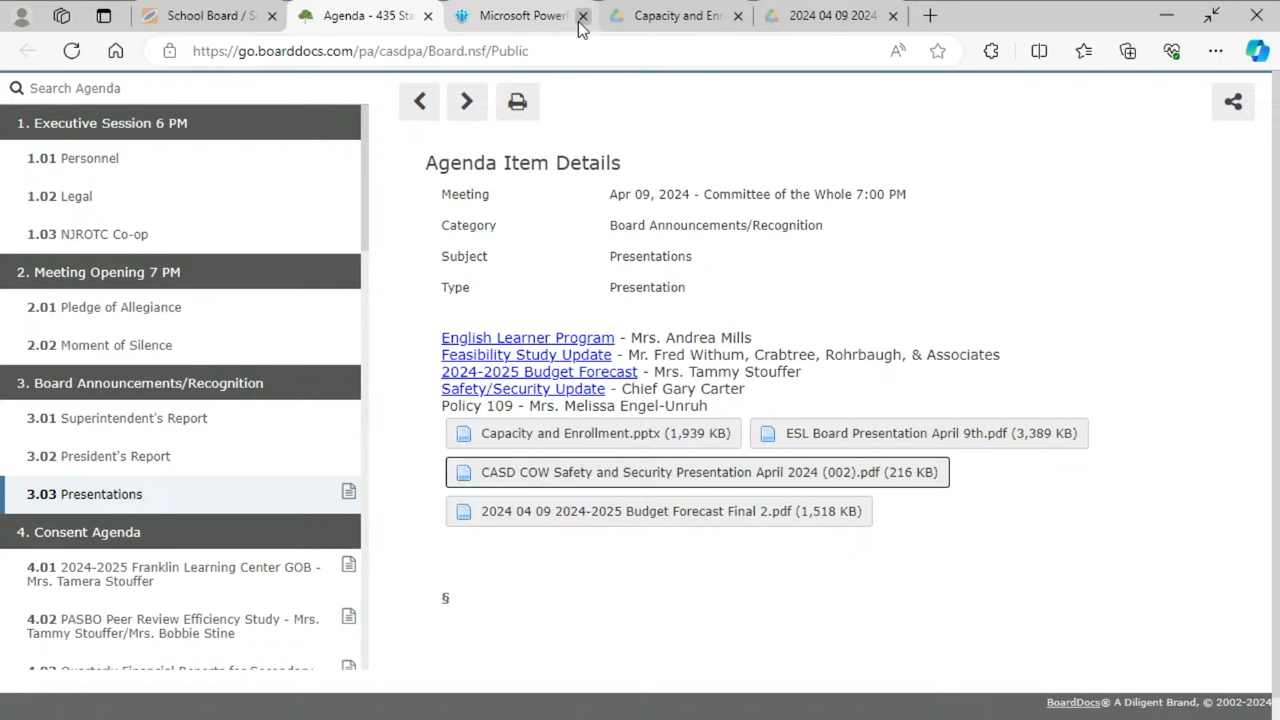 School Board / S
Agenda - 435 Sta
Microsoft PowerP
Capacity and Enr
2024 04 09 2024-
https://go.boarddocs.com/pa/casdpa/Board.nsf/Public
Search Agenda
1. Executive Session 6 PM
1.01 Personnel
1.02 Legal
1.03 NJROTC Co-op
2. Meeting Opening 7 PM
2.01 Pledge of Allegiance
2.02 Moment of Silence
3. Board Announcements/Recognition
3.01 Superintendent's Report
3.02 President's Report
3.03 Presentations
4. Consent Agenda
4.01 2024-2025 Franklin Learning Center GOB -
Mrs. Tamera Stouffer
4.02 PASBO Peer Review Efficiency Study - Mrs.
Tammy Stouffer/Mrs. Bobbie Stine
4.03 Quarterly Financial Reports for Secondary
Agenda Item Details
Meeting Apr 09, 2024 - Committee of the Whole 7:00 PM
Category Board Announcements/Recognition
Subject Presentations
Type Presentation
English Learner Program - Mrs. Andrea Mills
Feasibility Study Update - Mr. Fred Withum, Crabtree, Rohrbaugh, & Associates
2024-2025 Budget Forecast - Mrs. Tammy Stouffer
Safety/Security Update - Chief Gary Carter
Policy 109 - Mrs. Melissa Engel-Unruh
Capacity and Enrollment.pptx (1,939 KB) ESL Board Presentation April 9th.pdf (3,389 KB)
CASD COW Safety and Security Presentation April 2024 (002).pdf (216 KB)
2024 04 09 2024-2025 Budget Forecast Final 2.pdf (1,518 KB)
§
BoardDocs® A Diligent Brand, © 2002-2024